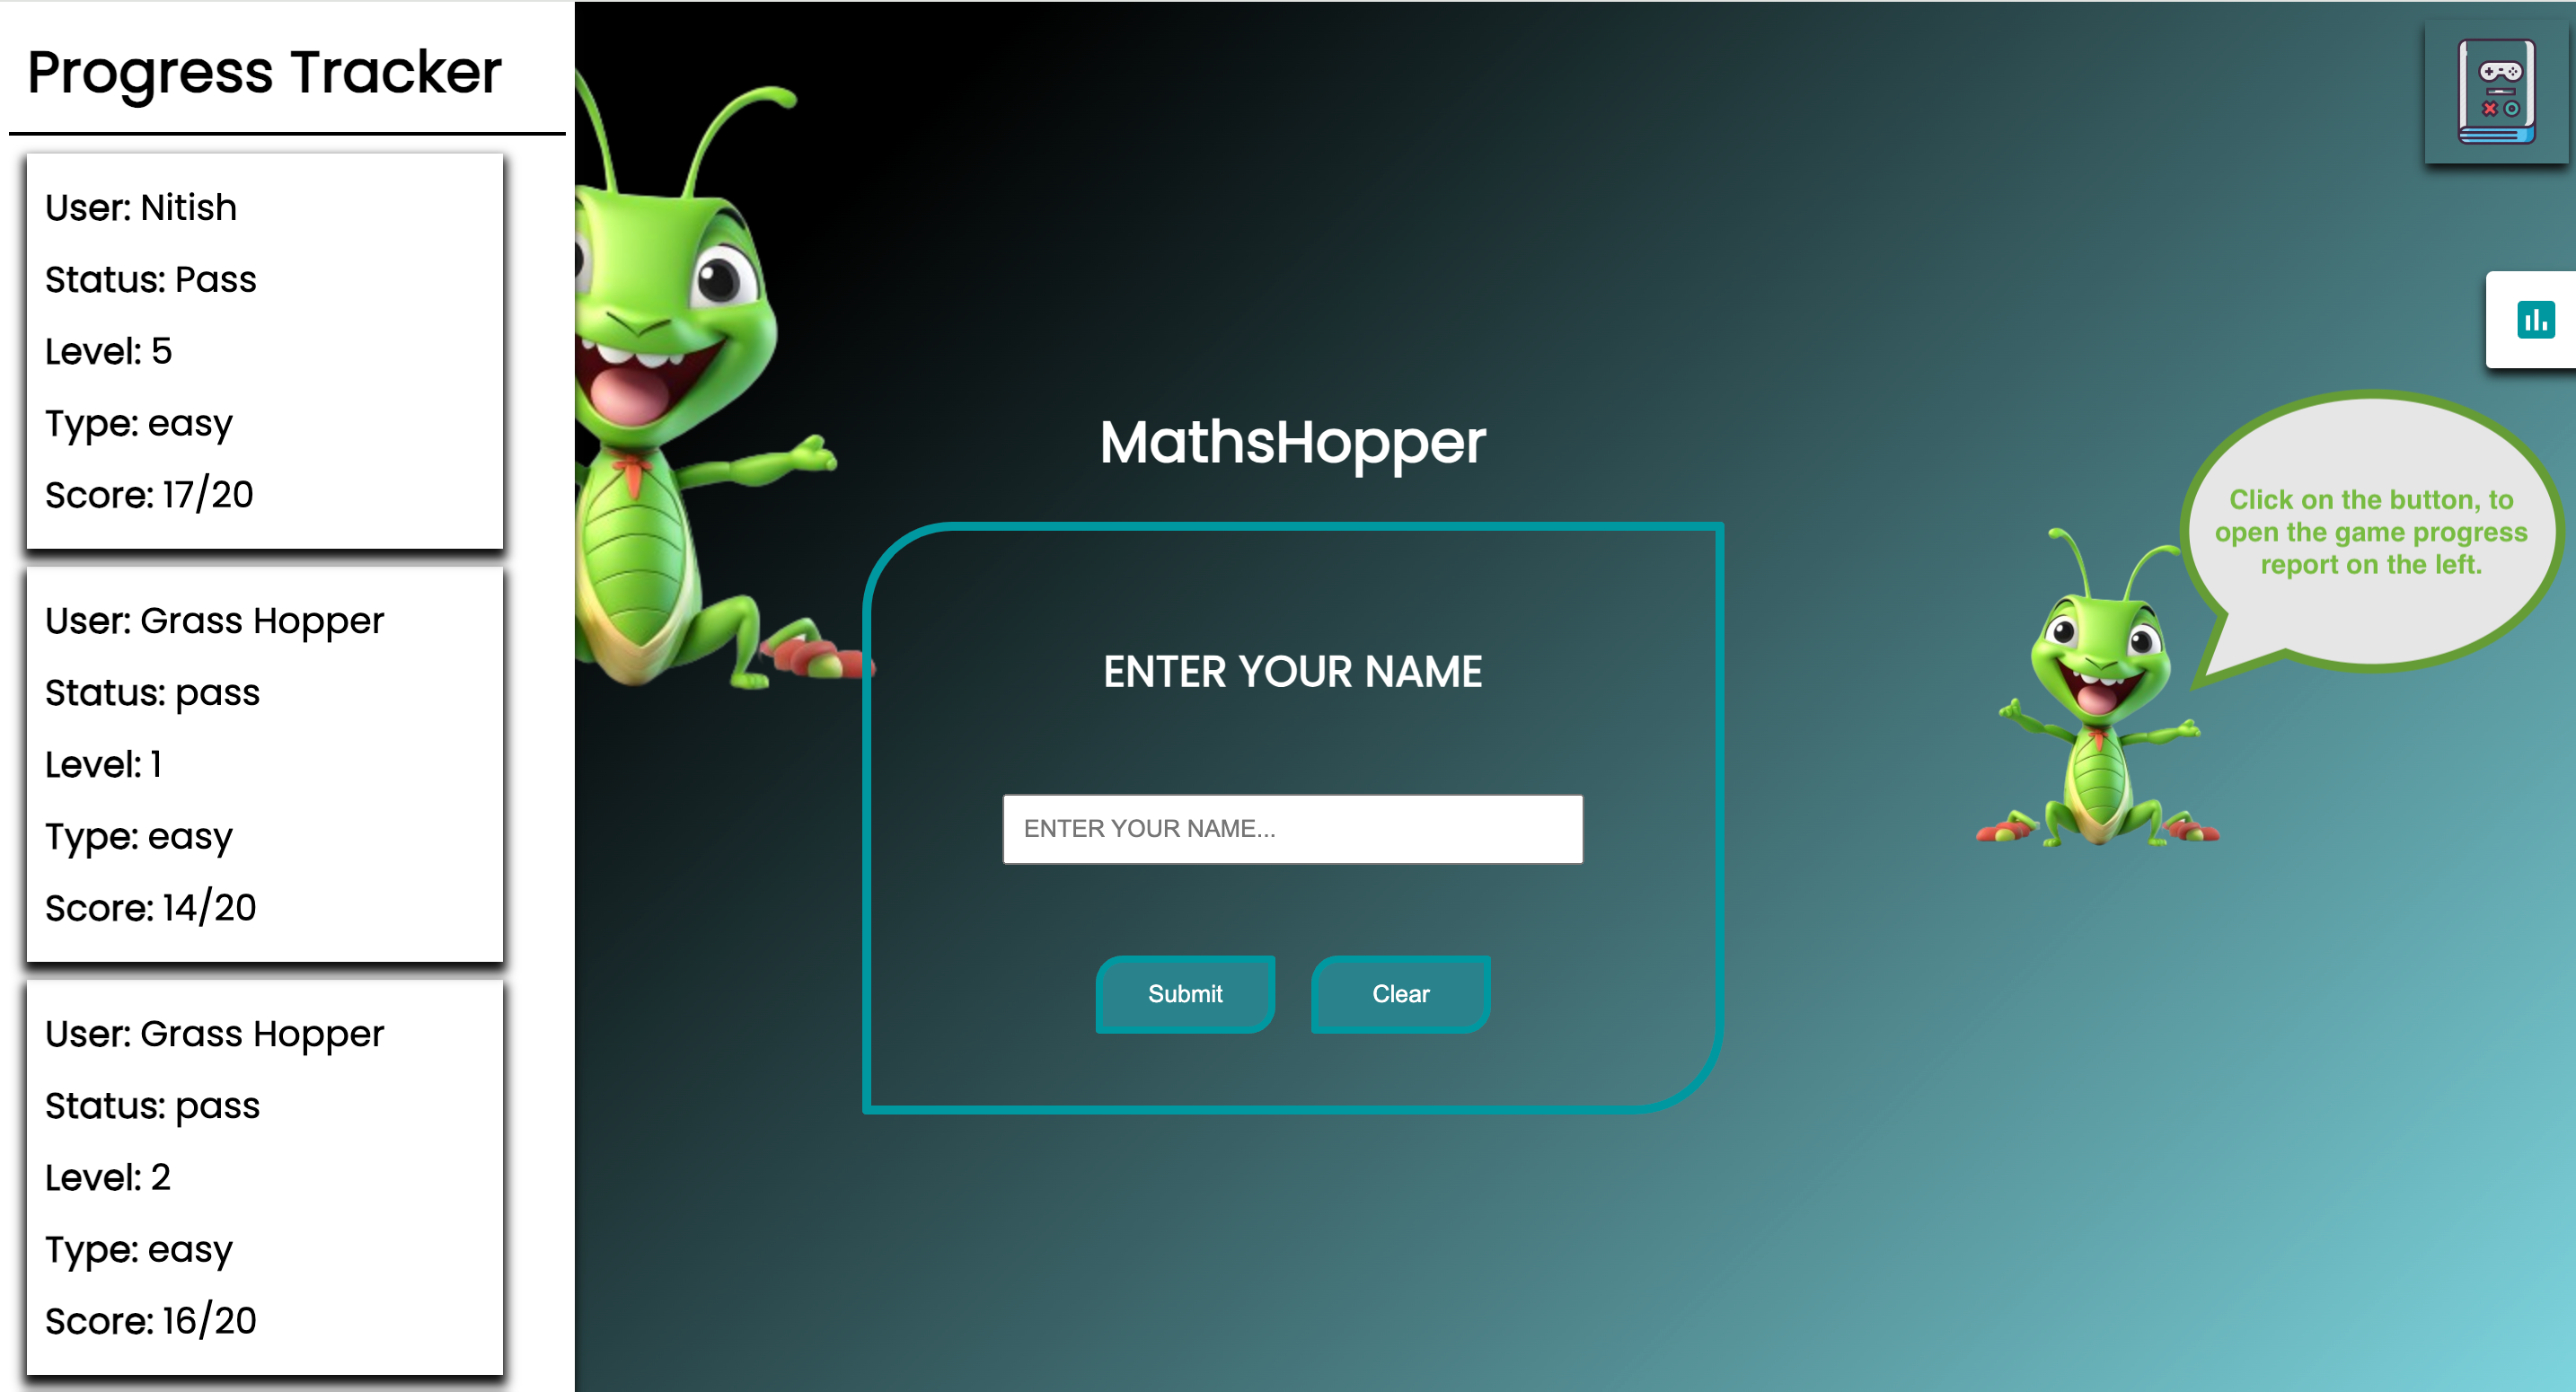 Progress Tracker
User: Nitish
Status: Pass
Level: 5
Type: easy
Score: 17/20
User: Grass Hopper
Status: pass
Level: 1
Type: easy
Score: 14/20
User: Grass Hopper
Status: pass
Level: 2
Type: easy
Score: 16/20
MathsHopper
ENTER YOUR NAME
ENTER YOUR NAME...
Submit
Clear
Click on the button, to
open the game progress
report on the left.